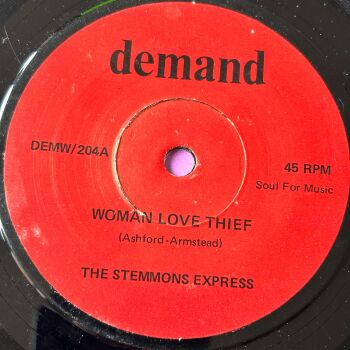 demand
DEMW/204A
45 RPM
Soul For Music
WOMAN LOVE THIEF
(Ashford-Armstead)
THE STEMMONS EXPRESS